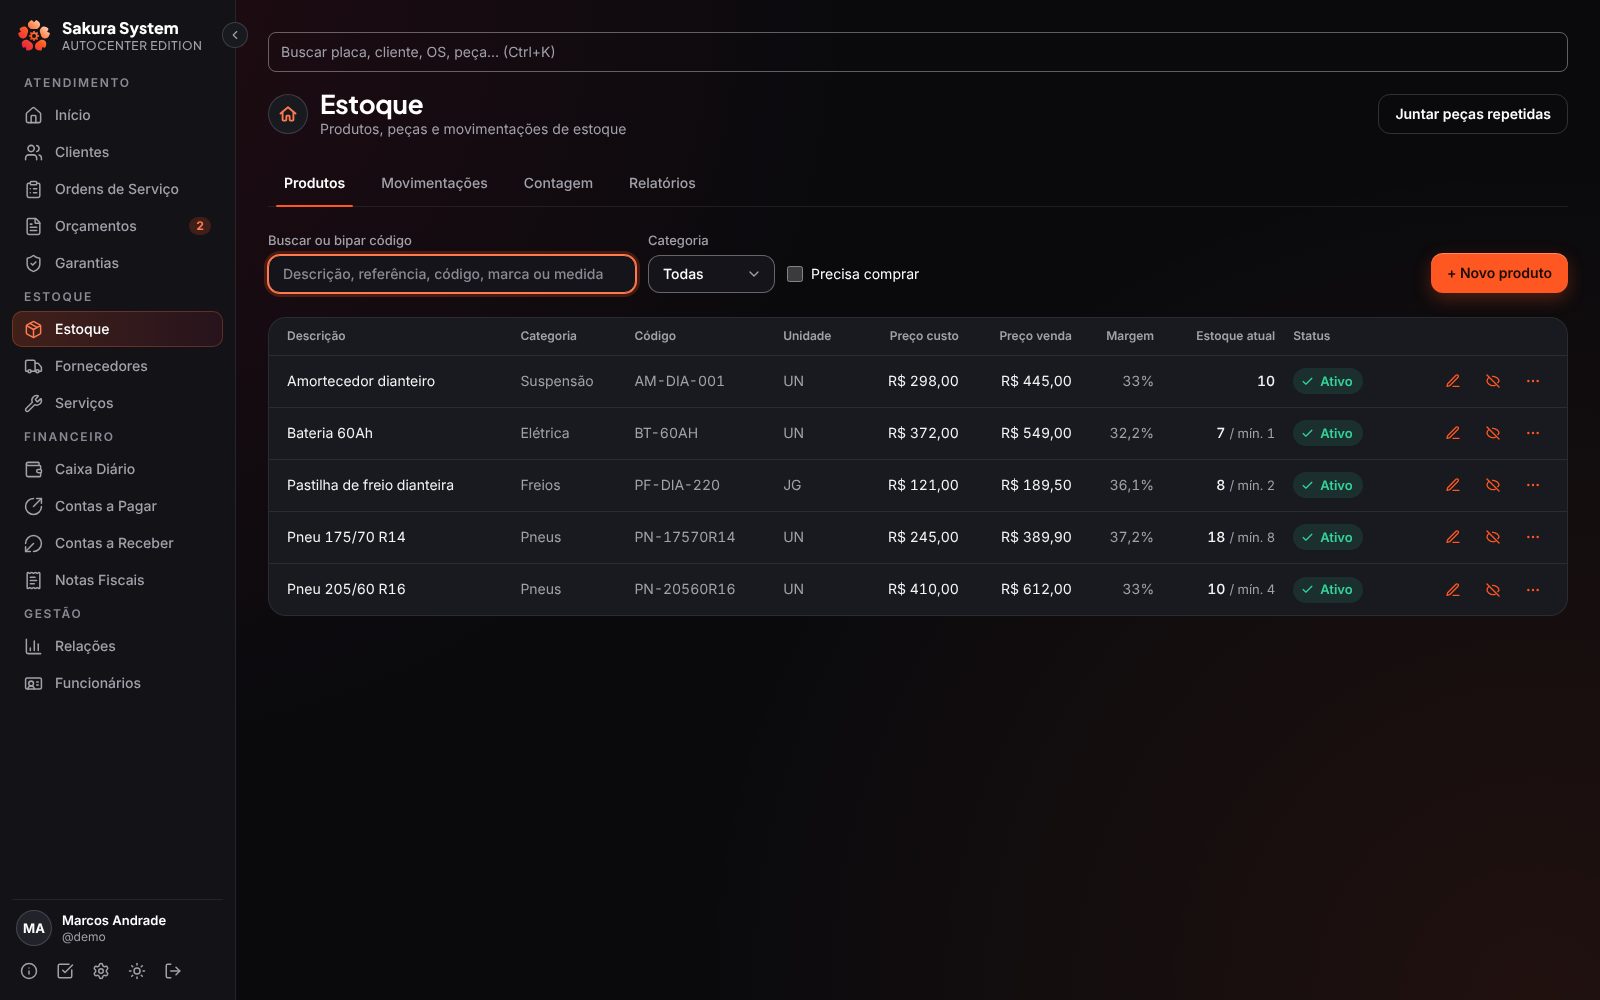 Sakura System
AUTOCENTER EDITION
ATENDIMENTO
Início
Clientes
Ordens de Serviço
Orçamentos 2
Garantias
ESTOQUE
Estoque
Fornecedores
Serviços
FINANCEIRO
Caixa Diário
Contas a Pagar
Contas a Receber
Notas Fiscais
GESTÃO
Relações
Funcionários
MA
Marcos Andrade
@demo
Buscar placa, cliente, OS, peça... (Ctrl+K)
Estoque
Produtos, peças e movimentações de estoque
Juntar peças repetidas
Produtos Movimentações Contagem Relatórios
Buscar ou bipar código Categoria
Descrição, referência, código, marca ou medida Todas Precisa comprar + Novo produto
Descrição Categoria Código Unidade Preço custo Preço venda Margem Estoque atual Status
Amortecedor dianteiro Suspensão AM-DIA-001 UN R$ 298,00 R$ 445,00 33% 10 Ativo
Bateria 60Ah Elétrica BT-60AH UN R$ 372,00 R$ 549,00 32,2% 7 / mín. 1 Ativo
Pastilha de freio dianteira Freios PF-DIA-220 JG R$ 121,00 R$ 189,50 36,1% 8 / mín. 2 Ativo
Pneu 175/70 R14 Pneus PN-17570R14 UN R$ 245,00 R$ 389,90 37,2% 18 / mín. 8 Ativo
Pneu 205/60 R16 Pneus PN-20560R16 UN R$ 410,00 R$ 612,00 33% 10 / mín. 4 Ativo